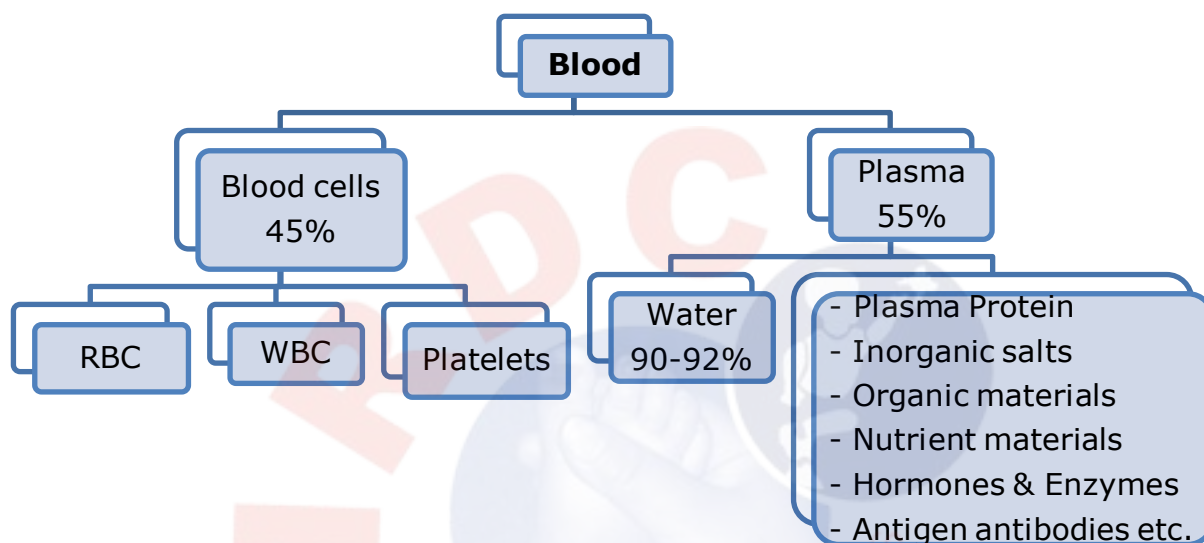 Blood
Blood cells
45%
Plasma
55%
RBC
WBC
Platelets
Water
90-92%
- Plasma Protein
- Inorganic salts
- Organic materials
- Nutrient materials
- Hormones & Enzymes
- Antigen antibodies etc.
RDC